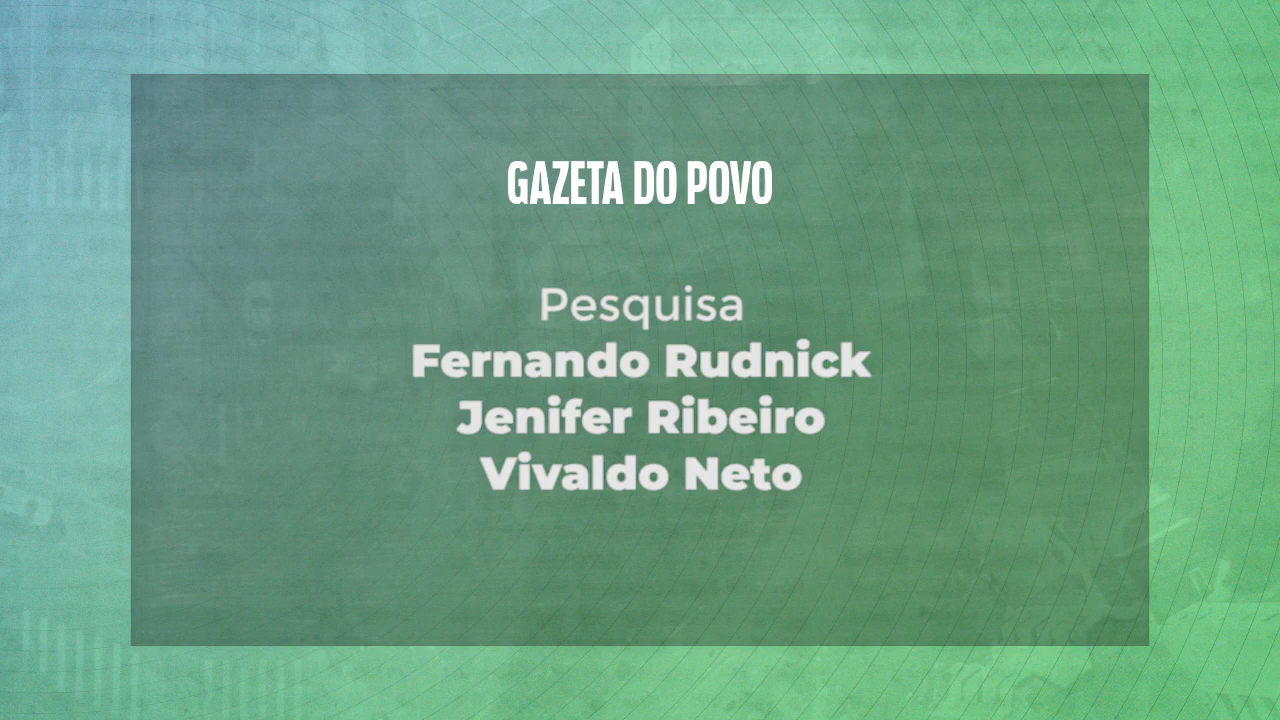 GAZETA DO POVO
Pesquisa
Fernando Rudnick
Jenifer Ribeiro
Vivaldo Neto